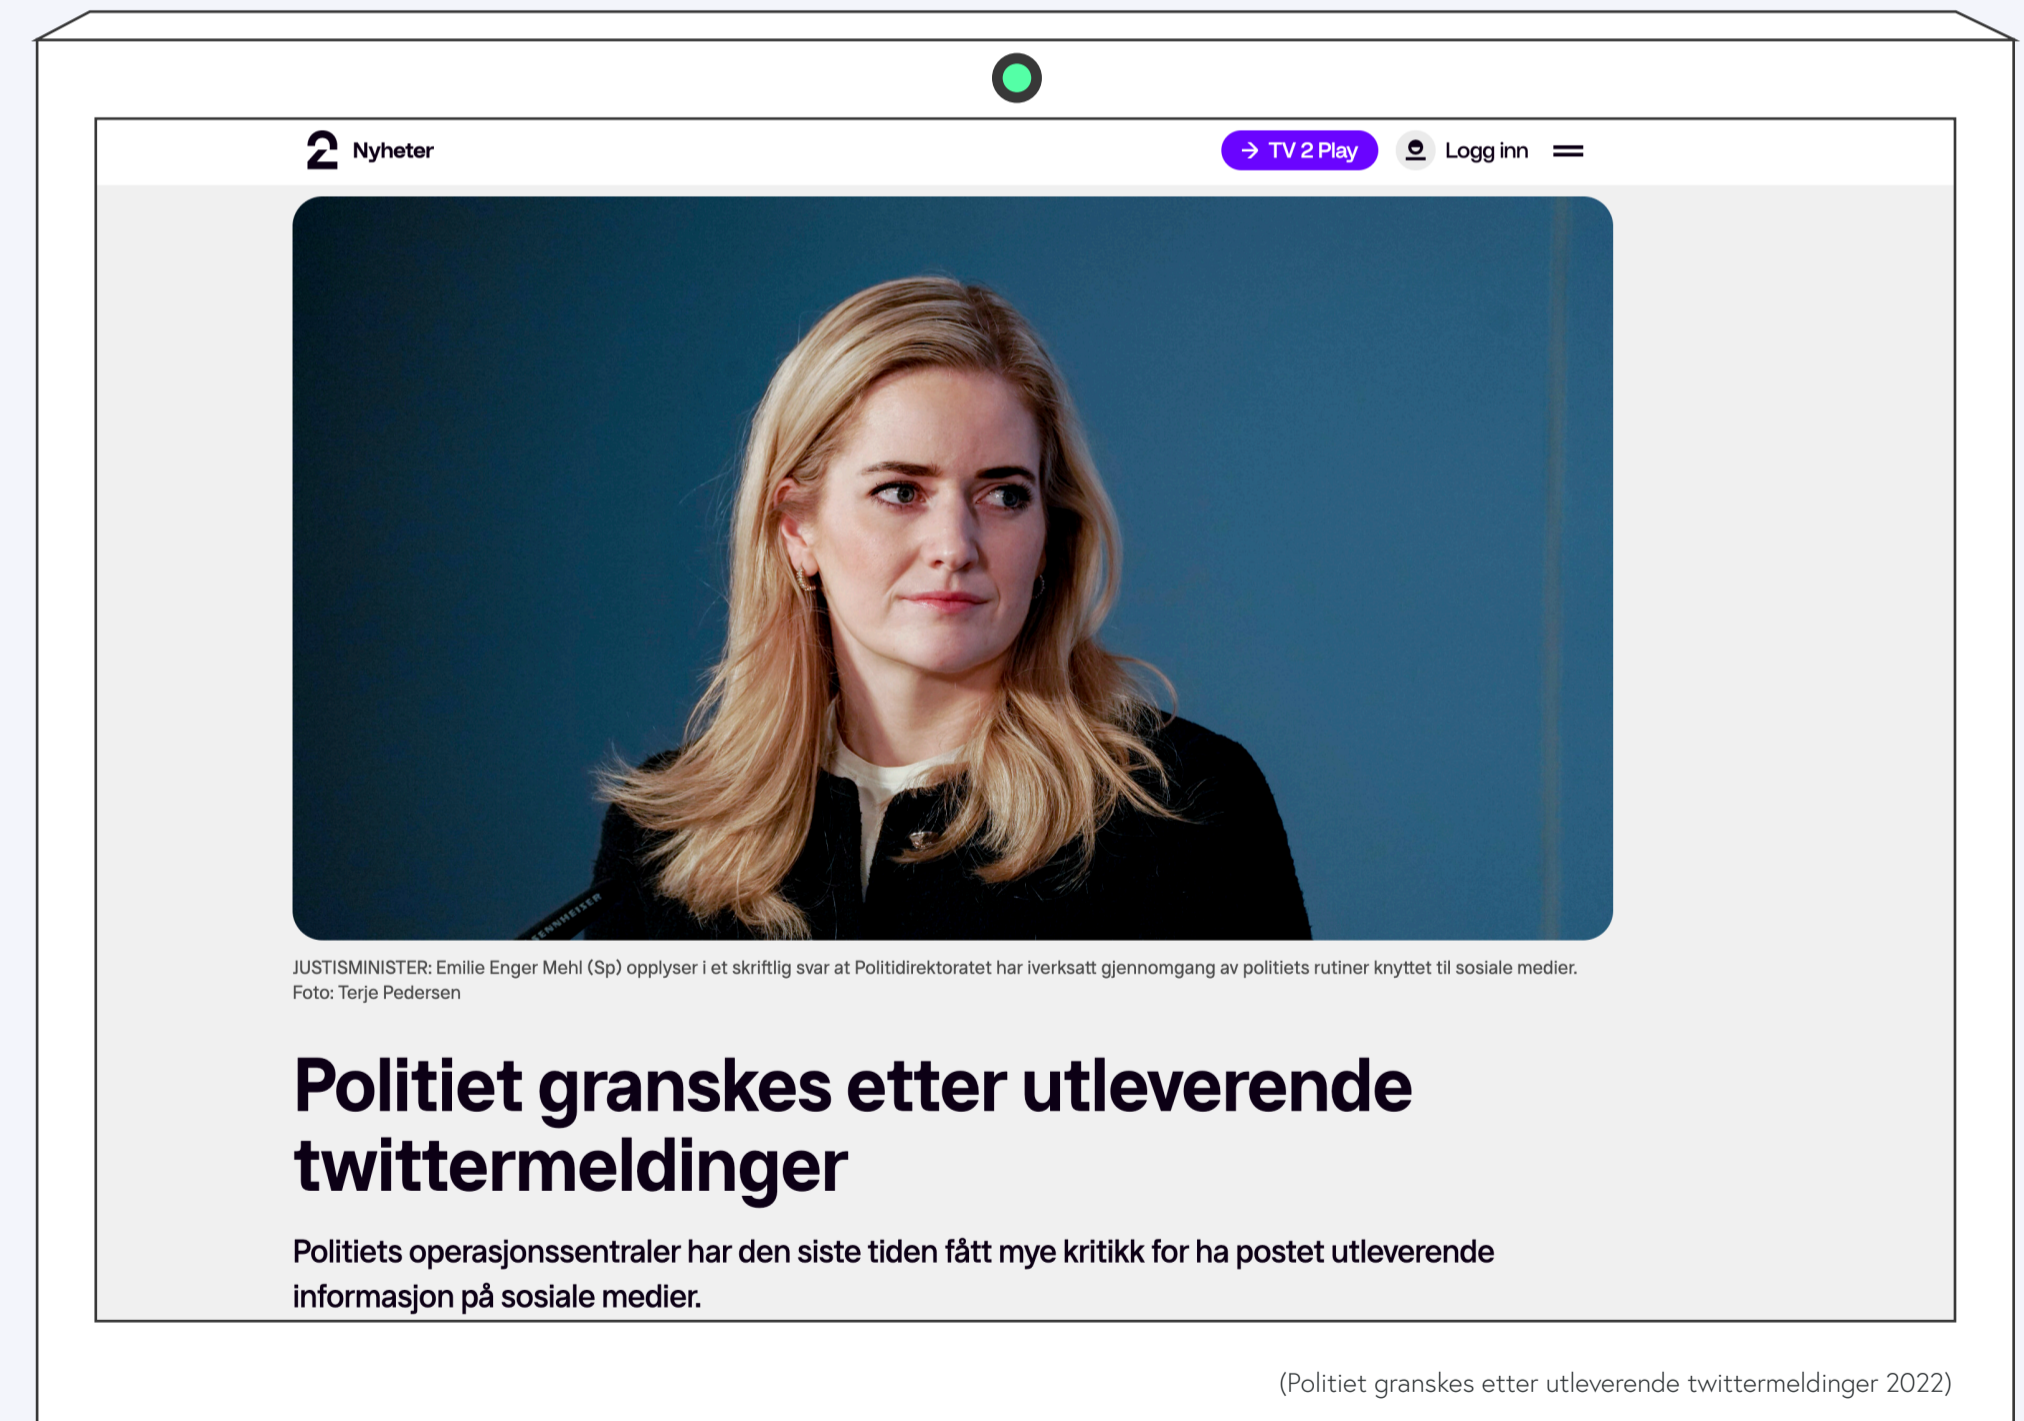 2 Nyheter
→ TV 2 Play
Logg inn
SENNHEISER
JUSTISMINISTER: Emilie Enger Mehl (Sp) opplyser i et skriftlig svar at Politidirektoratet har iverksatt gjennomgang av politiets rutiner knyttet til sosiale medier.
Foto: Terje Pedersen
Politiet granskes etter utleverende
twittermeldinger
Politiets operasjonssentraler har den siste tiden fått mye kritikk for ha postet utleverende
informasjon på sosiale medier.
(Politiet granskes etter utleverende twittermeldinger 2022)